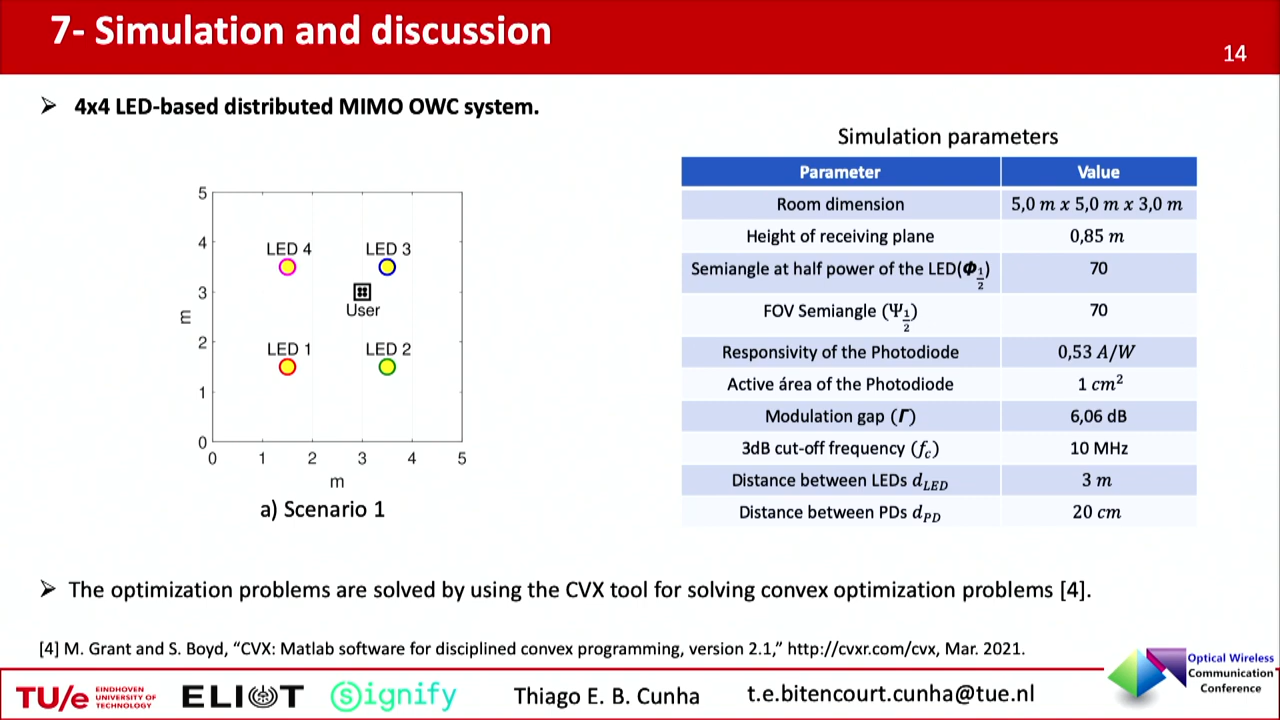 7- Simulation and discussion
14
➢ 4x4 LED-based distributed MIMO OWC system.
5
4
3
2
1
0
m
LED 4
LED 3
User
LED 1
LED 2
0 1 2 3 4 5
m
a) Scenario 1
Simulation parameters
Parameter Value
Room dimension 5,0 m x 5,0 m x 3,0 m
Height of receiving plane 0,85 m
Semiangle at half power of the LED(Φ1/2) 70
FOV Semiangle (Ψ1/2) 70
Responsivity of the Photodiode 0,53 A/W
Active área of the Photodiode 1 cm²
Modulation gap (Γ) 6,06 dB
3dB cut-off frequency (fc) 10 MHz
Distance between LEDs dLED 3 m
Distance between PDs dPD 20 cm
➢ The optimization problems are solved by using the CVX tool for solving convex optimization problems [4].
[4] M. Grant and S. Boyd, “CVX: Matlab software for disciplined convex programming, version 2.1,” http://cvxr.com/cvx, Mar. 2021.
TU/e EINDHOVEN
UNIVERSITY OF
TECHNOLOGY
ELIOT
Signify
Thiago E. B. Cunha
t.e.bitencourt.cunha@tue.nl
Optical Wireless
Communication
Conference